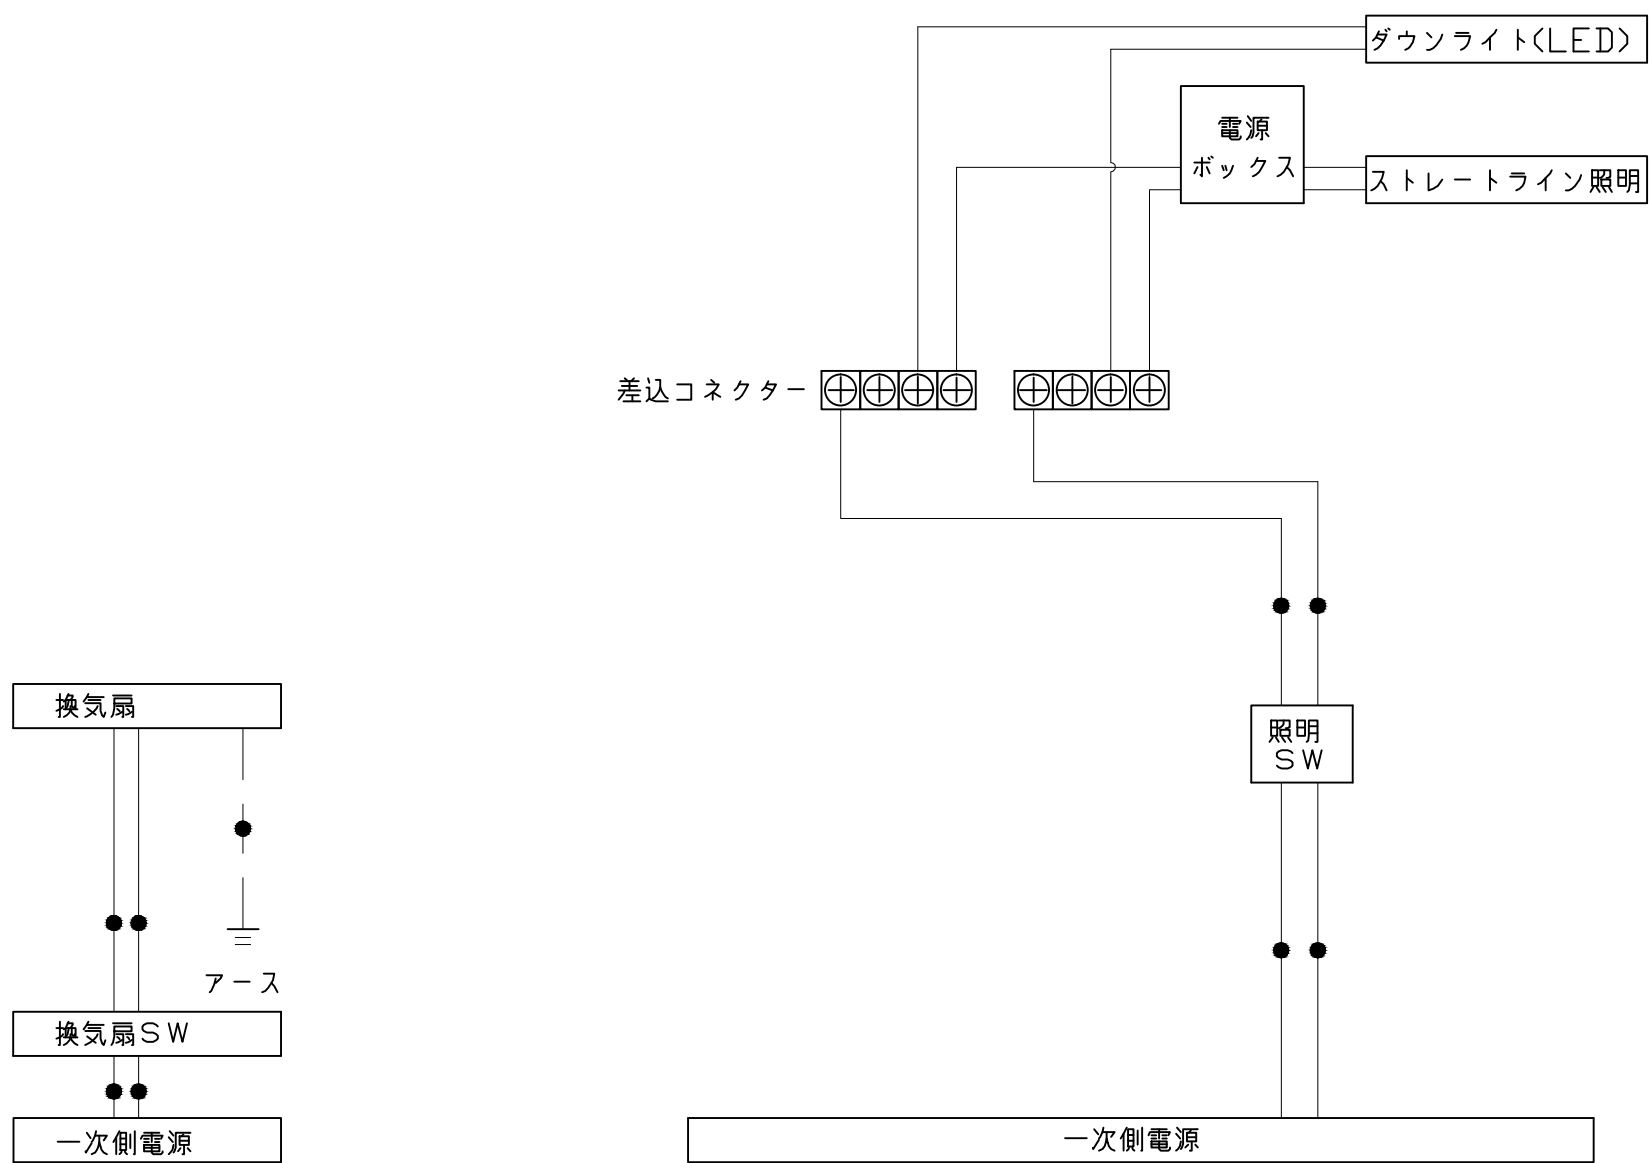 ダウンライト(LED)
電源
ボックス
ストレートライン照明
差込コネクター
換気扇
照明
SW
アース
換気扇SW
一次側電源
一次側電源